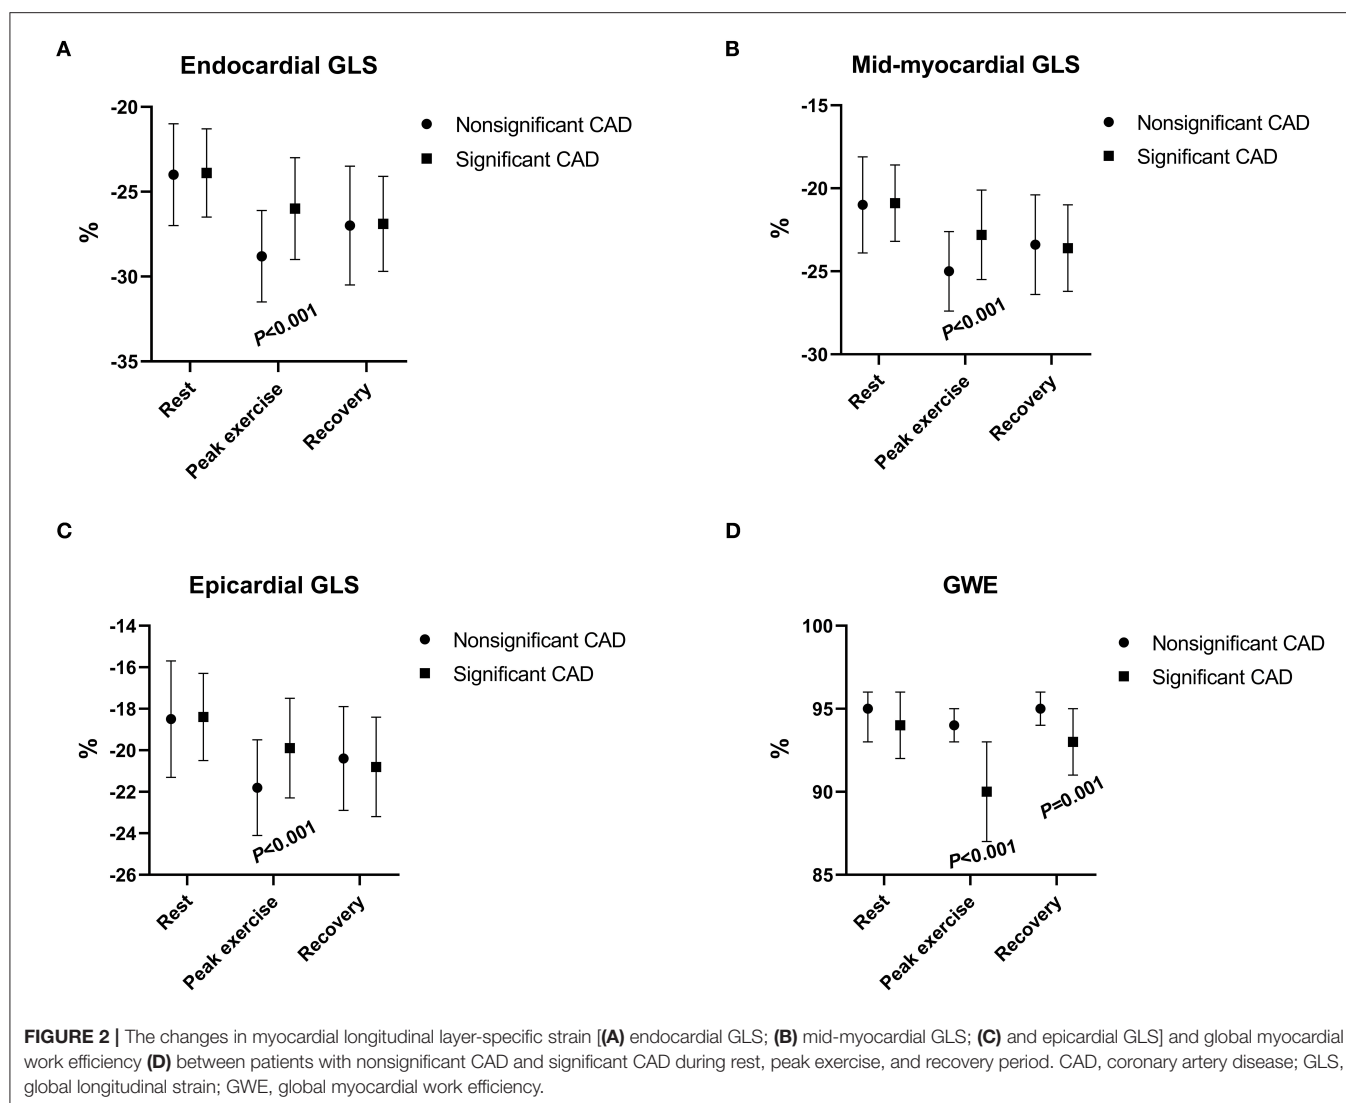 A
Endocardial GLS
-20
-25
-30
-35
%
Nonsignificant CAD
Significant CAD
P<0.001
Rest
Peak exercise
Recovery
B
Mid-myocardial GLS
-15
-20
-25
-30
%
Nonsignificant CAD
Significant CAD
P<0.001
Rest
Peak exercise
Recovery
C
Epicardial GLS
-14
-16
-18
-20
-22
-24
-26
%
Nonsignificant CAD
Significant CAD
P<0.001
Rest
Peak exercise
Recovery
D
GWE
100
95
90
85
%
Nonsignificant CAD
Significant CAD
P<0.001
P=0.001
Rest
Peak exercise
Recovery
FIGURE 2 | The changes in myocardial longitudinal layer-specific strain [(A) endocardial GLS; (B) mid-myocardial GLS; (C) and epicardial GLS] and global myocardial
work efficiency (D) between patients with nonsignificant CAD and significant CAD during rest, peak exercise, and recovery period. CAD, coronary artery disease; GLS,
global longitudinal strain; GWE, global myocardial work efficiency.